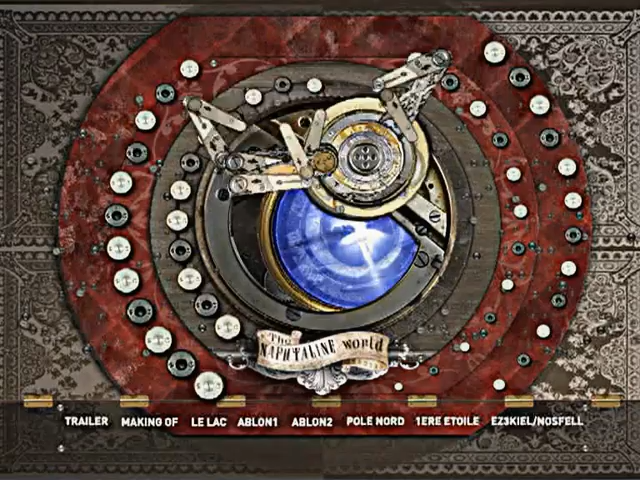 The
NAPHTALINE world
TRAILER MAKING OF LE LAC ABLON1 ABLON2 POLE NORD 1ERE ETOILE EZ3KIEL/NOSFELL